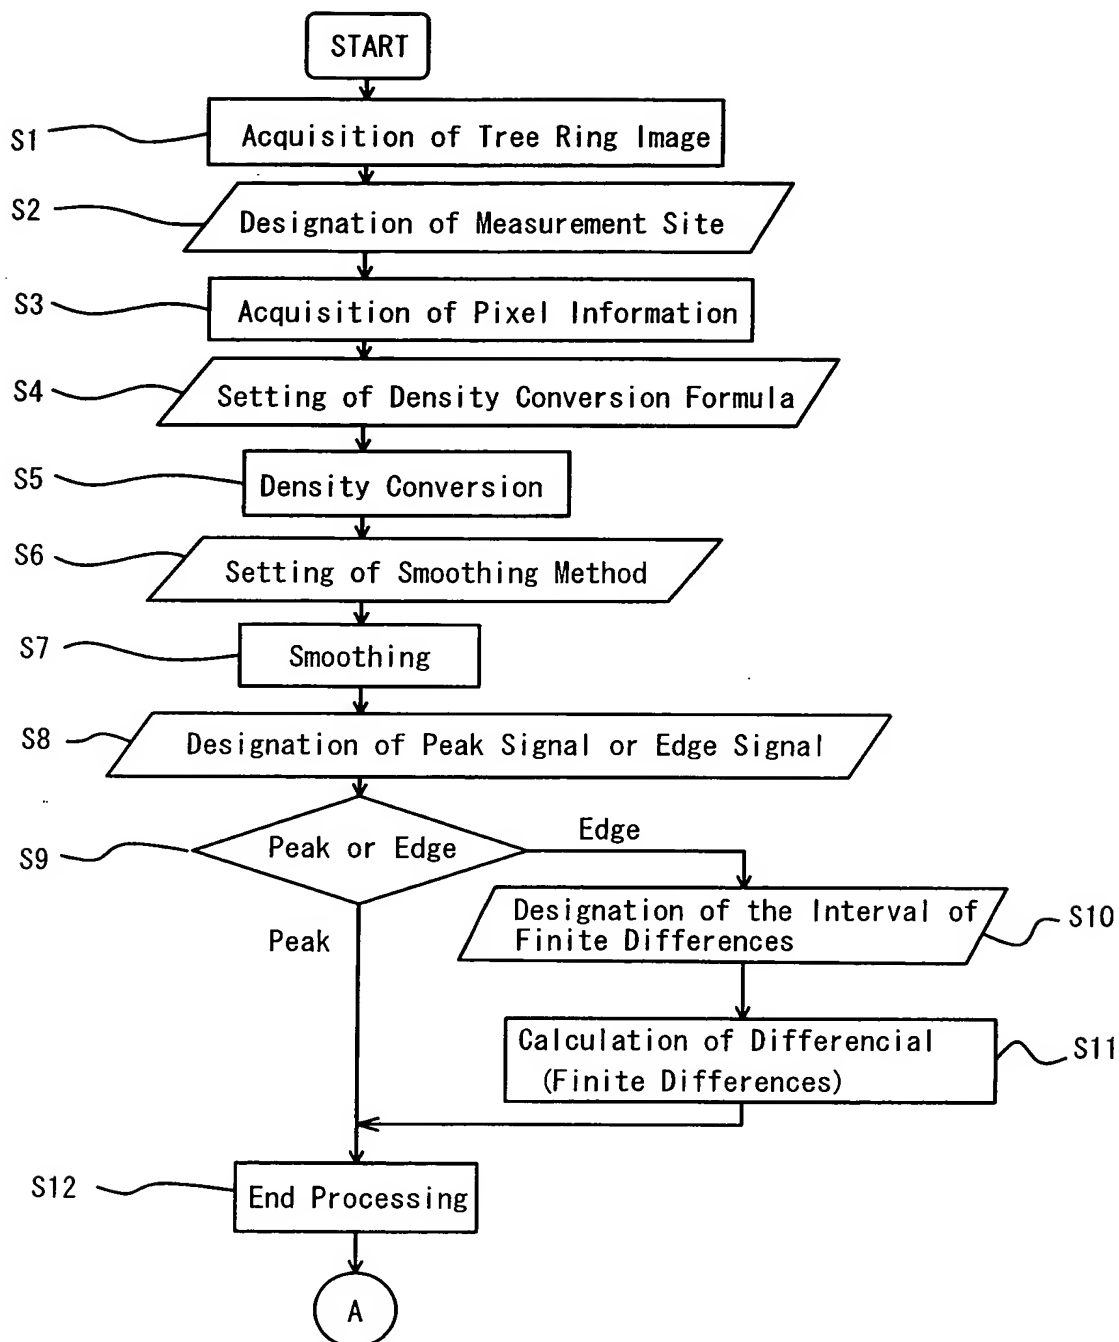 START
S1
Acquisition of Tree Ring Image
S2
Designation of Measurement Site
S3
Acquisition of Pixel Information
S4
Setting of Density Conversion Formula
S5
Density Conversion
S6
Setting of Smoothing Method
S7
Smoothing
S8
Designation of Peak Signal or Edge Signal
S9
Peak or Edge
Edge
Peak
Designation of the Interval of
Finite Differences
S10
Calculation of Differencial
(Finite Differences)
S11
S12
End Processing
A